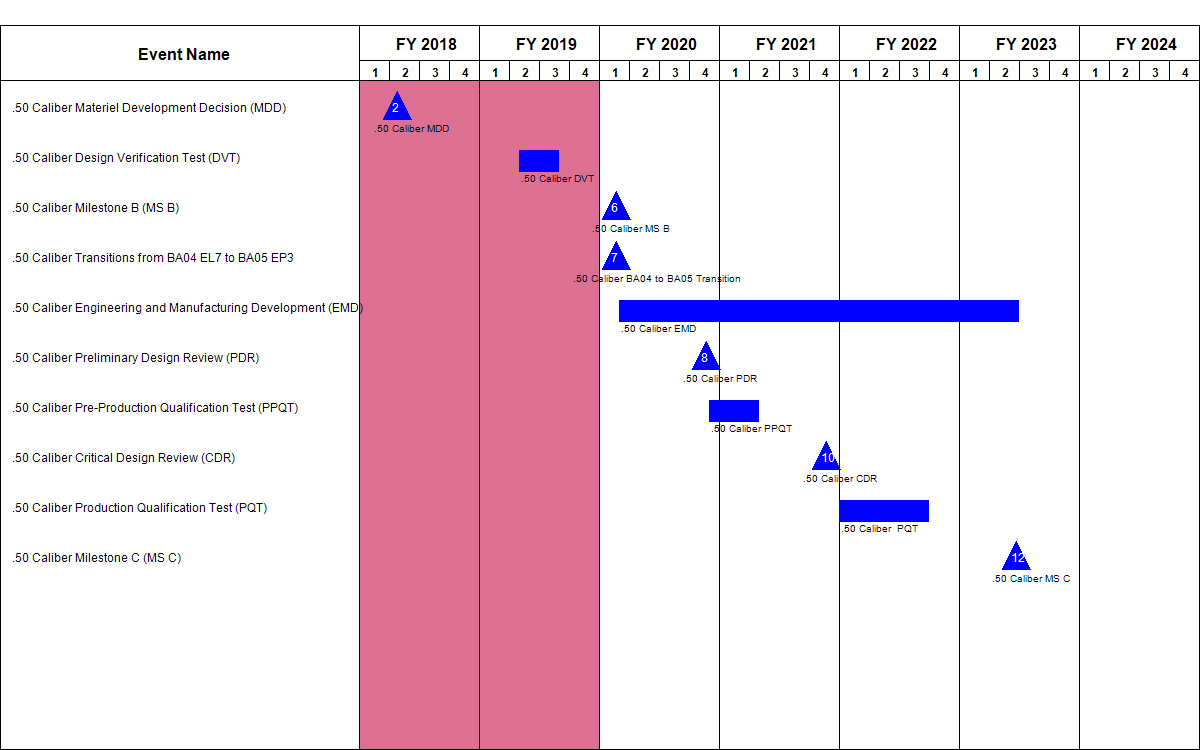 Event Name
FY 2018 FY 2019 FY 2020 FY 2021 FY 2022 FY 2023 FY 2024
1 2 3 4 1 2 3 4 1 2 3 4 1 2 3 4 1 2 3 4 1 2 3 4 1 2 3 4
.50 Caliber Materiel Development Decision (MDD)
2
.50 Caliber MDD
.50 Caliber Design Verification Test (DVT)
.50 Caliber DVT
.50 Caliber Milestone B (MS B)
6
.50 Caliber MS B
.50 Caliber Transitions from BA04 EL7 to BA05 EP3
7
.50 Caliber BA04 to BA05 Transition
.50 Caliber Engineering and Manufacturing Development (EMD)
.50 Caliber EMD
.50 Caliber Preliminary Design Review (PDR)
8
.50 Caliber PDR
.50 Caliber Pre-Production Qualification Test (PPQT)
.50 Caliber PPQT
.50 Caliber Critical Design Review (CDR)
10
.50 Caliber CDR
.50 Caliber Production Qualification Test (PQT)
.50 Caliber  PQT
.50 Caliber Milestone C (MS C)
12
.50 Caliber MS C